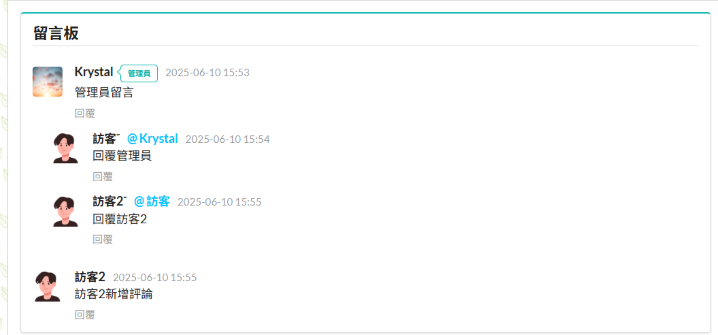 留言板
Krystal 管理員 2025-06-10 15:53
管理員留言
回覆
訪客 @Krystal 2025-06-10 15:54
回覆管理員
回覆
訪客2 @訪客 2025-06-10 15:55
回覆訪客2
回覆
訪客2 2025-06-10 15:55
訪客2新增評論
回覆